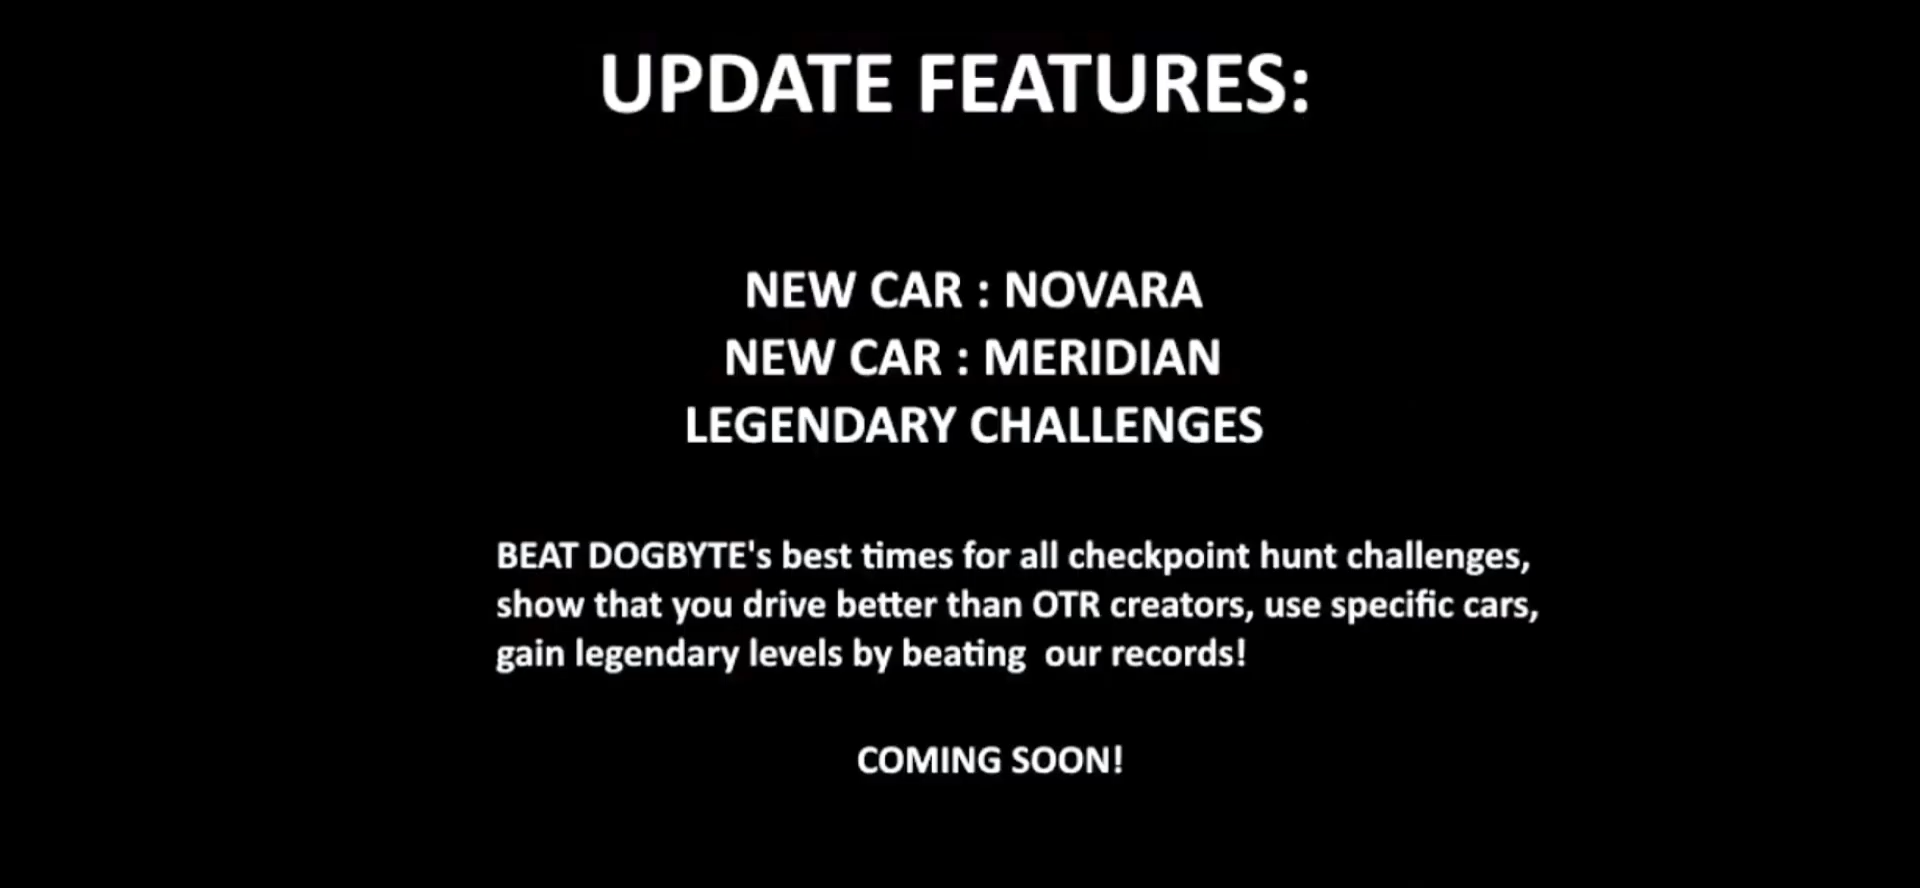 UPDATE FEATURES:
NEW CAR : NOVARA
NEW CAR : MERIDIAN
LEGENDARY CHALLENGES
BEAT DOGBYTE's best times for all checkpoint hunt challenges,
show that you drive better than OTR creators, use specific cars,
gain legendary levels by beating  our records!
COMING SOON!